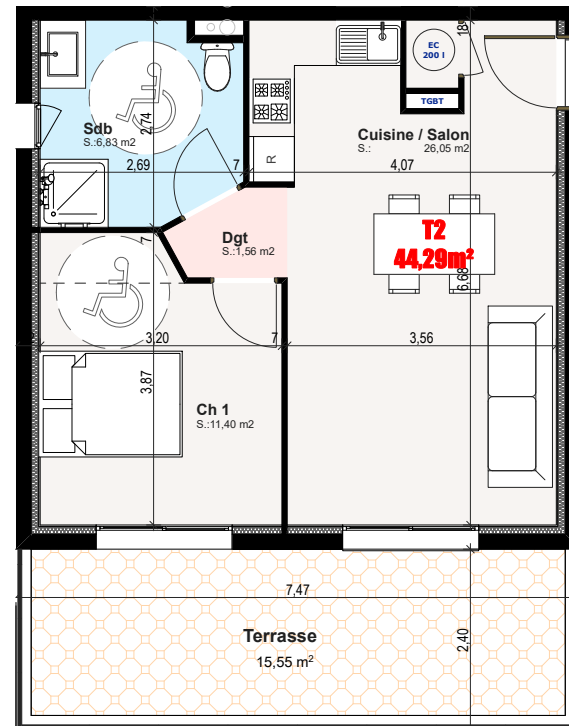 18
EC
200 l
TGBT
Sdb
S.:6,83 m2
2,74
Cuisine / Salon
S.: 26,05 m2
R
2,69
7
4,07
T2
44,29m²
Dgt
S.:1,56 m2
7
6,68
3,20
7
3,56
3,87
Ch 1
S.:11,40 m2
7,47
Terrasse
15,55 m²
2,40